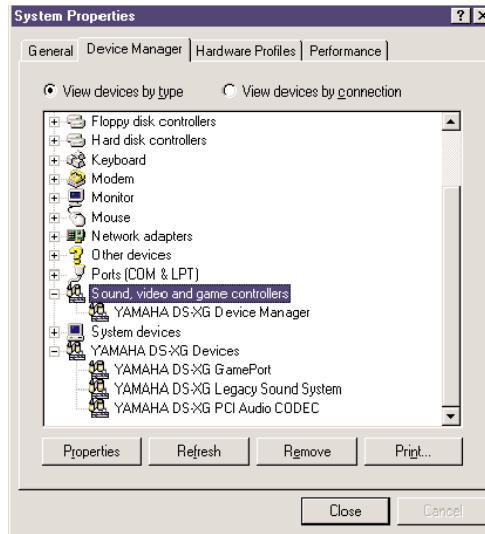 System Properties
General
Device Manager
Hardware Profiles
Performance
View devices by type
View devices by connection
Floppy disk controllers
Hard disk controllers
Keyboard
Modem
Monitor
Mouse
Network adapters
Other devices
Ports (COM & LPT)
Sound, video and game controllers
YAMAHA DS-XG Device Manager
System devices
YAMAHA DS-XG Devices
YAMAHA DS-XG GamePort
YAMAHA DS-XG Legacy Sound System
YAMAHA DS-XG PCI Audio CODEC
Properties
Refresh
Remove
Print...
Close
Cancel